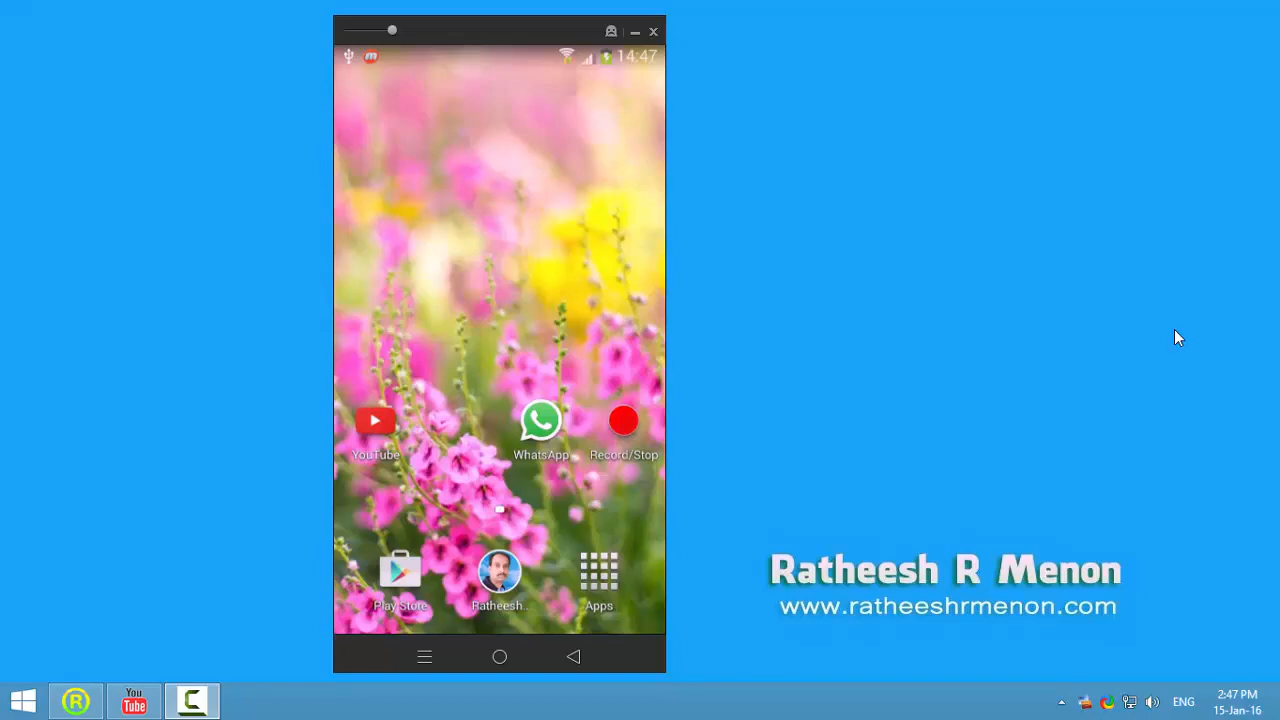 14:47
YouTube
WhatsApp
Record/Stop
Play Store
Ratheesh..
Apps
Ratheesh R Menon
www.ratheeshrmenon.com
R
You
Tube
C
ENG
2:47 PM
15-Jan-16